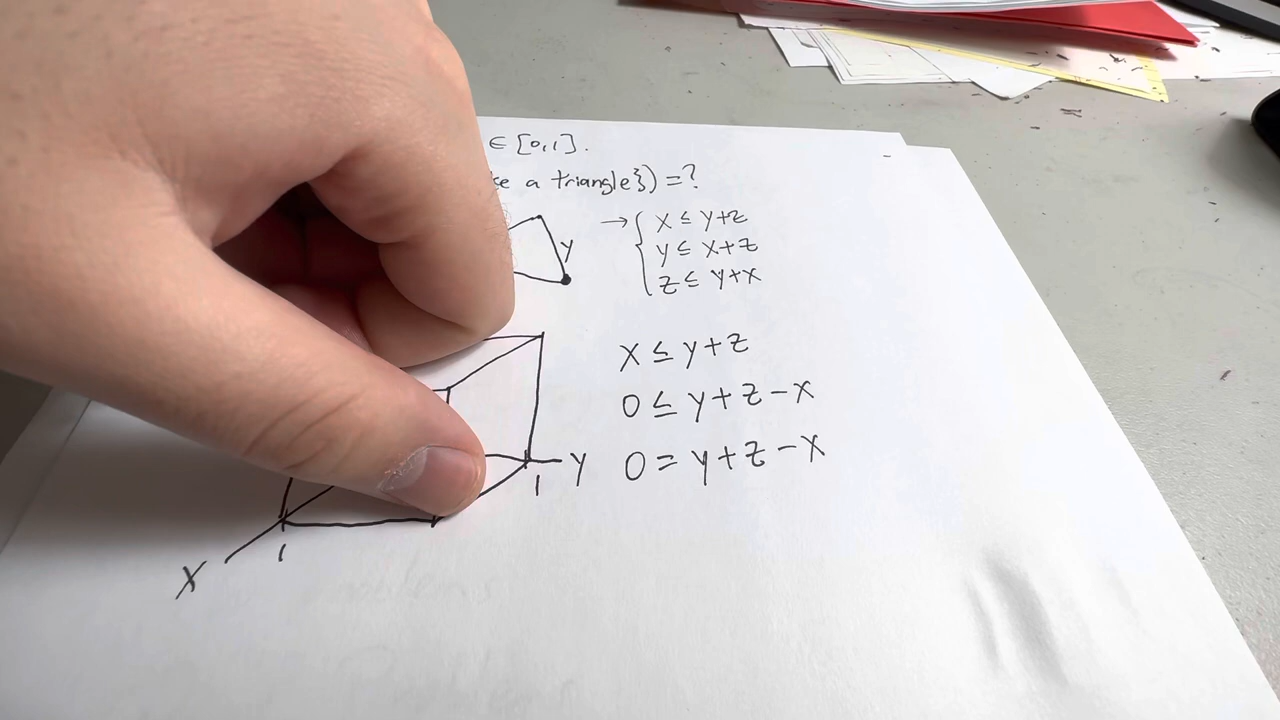 ∈ [0,1].
a triangle}) = ?
Y
→ { X ≤ Y+Z
Y ≤ X+Z
Z ≤ Y+X
X ≤ Y+Z
0 ≤ Y+Z-X
0 = Y+Z-X
Y
1
X
1